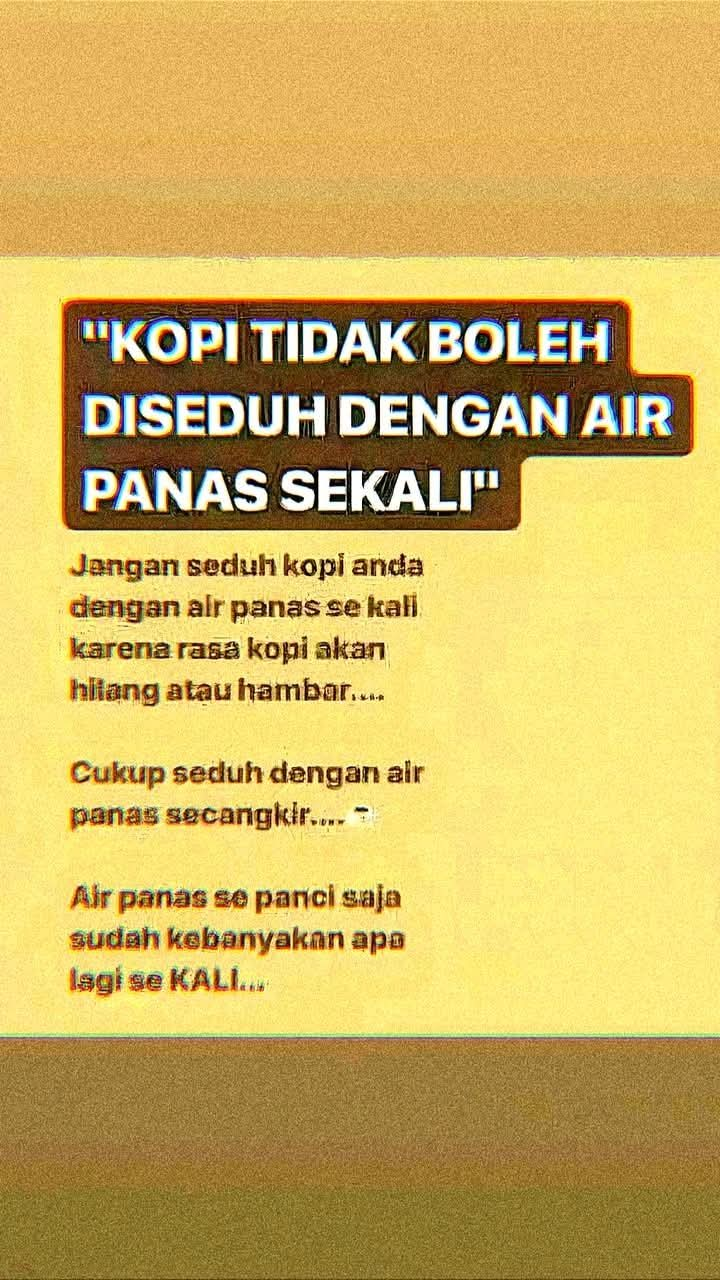 "KOPI TIDAK BOLEH
DISEDUH DENGAN AIR
PANAS SEKALI"
Jangan seduh kopi anda
dengan air panas se kali
karena rasa kopi akan
hilang atau hambar....
Cukup seduh dengan air
panas secangkir....
Air panas se panci saja
sudah kebanyakan apa
lagi se KALI...